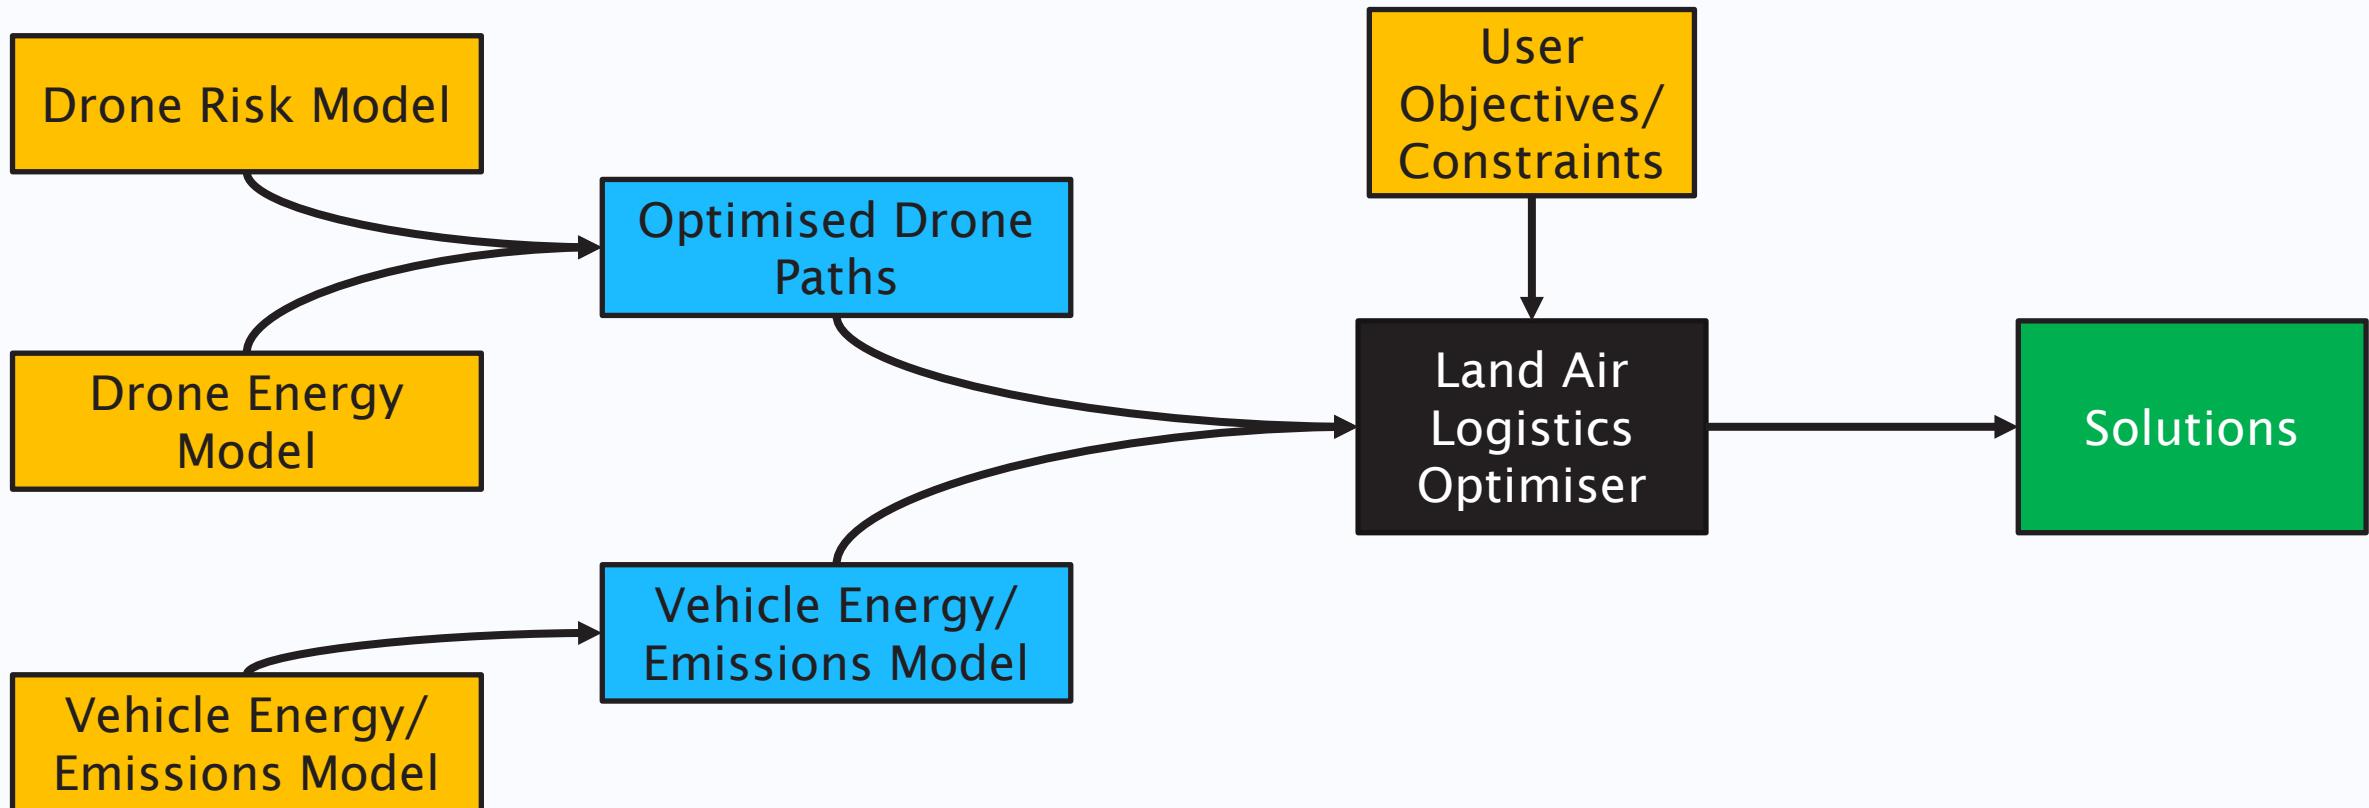 Drone Risk Model
User
Objectives/
Constraints
Optimised Drone
Paths
Drone Energy
Model
Land Air
Logistics
Optimiser
Solutions
Vehicle Energy/
Emissions Model
Vehicle Energy/
Emissions Model